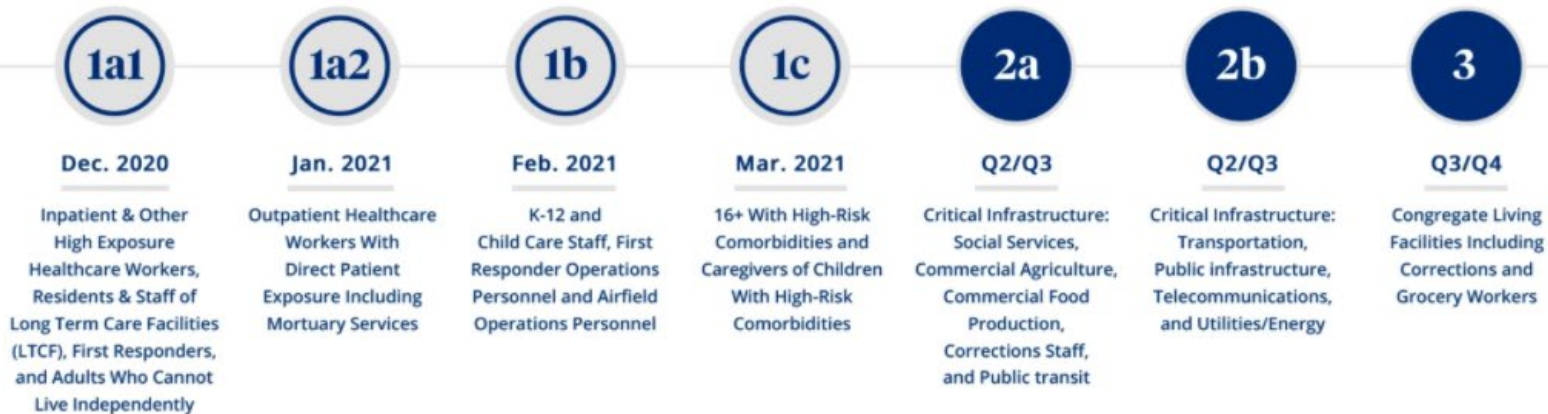 1a1
Dec. 2020
Inpatient & Other
High Exposure
Healthcare Workers,
Residents & Staff of
Long Term Care Facilities
(LTCF), First Responders,
and Adults Who Cannot
Live Independently
1a2
Jan. 2021
Outpatient Healthcare
Workers With
Direct Patient
Exposure Including
Mortuary Services
1b
Feb. 2021
K-12 and
Child Care Staff, First
Responder Operations
Personnel and Airfield
Operations Personnel
1c
Mar. 2021
16+ With High-Risk
Comorbidities and
Caregivers of Children
With High-Risk
Comorbidities
2a
Q2/Q3
Critical Infrastructure:
Social Services,
Commercial Agriculture,
Commercial Food
Production,
Corrections Staff,
and Public transit
2b
Q2/Q3
Critical Infrastructure:
Transportation,
Public infrastructure,
Telecommunications,
and Utilities/Energy
3
Q3/Q4
Congregate Living
Facilities Including
Corrections and
Grocery Workers